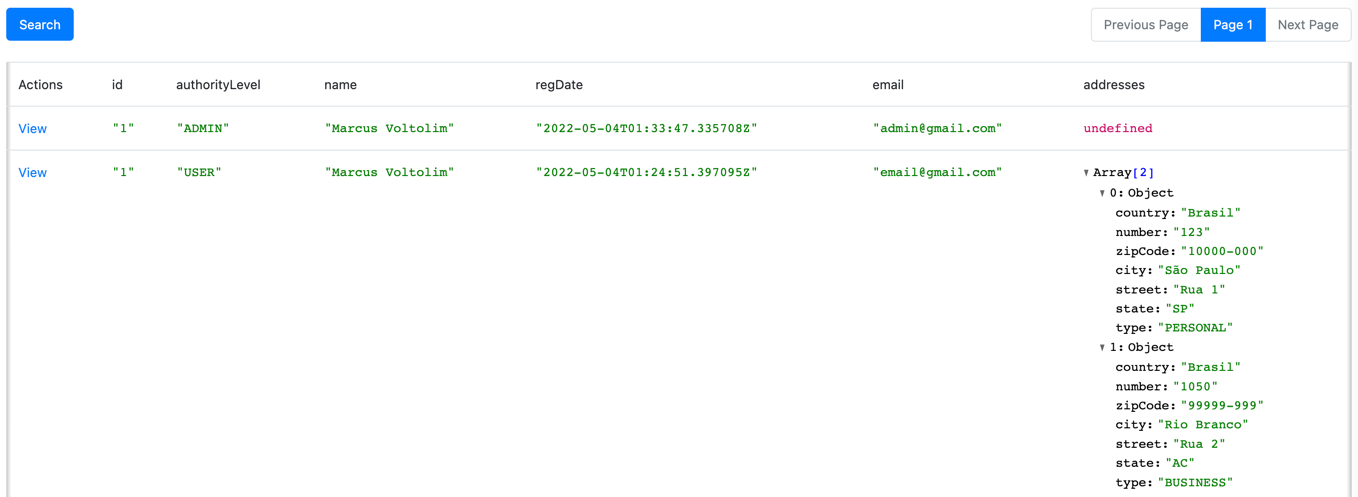 Search Previous Page Page 1 Next Page
Actions id authorityLevel name regDate email addresses
View "1" "ADMIN" "Marcus Voltolim" "2022-05-04T01:33:47.335708Z" "admin@gmail.com" undefined
View "1" "USER" "Marcus Voltolim" "2022-05-04T01:24:51.397095Z" "email@gmail.com" ▼ Array[2]
▼ 0: Object
country: "Brasil"
number: "123"
zipCode: "10000-000"
city: "São Paulo"
street: "Rua 1"
state: "SP"
type: "PERSONAL"
▼ 1: Object
country: "Brasil"
number: "1050"
zipCode: "99999-999"
city: "Rio Branco"
street: "Rua 2"
state: "AC"
type: "BUSINESS"